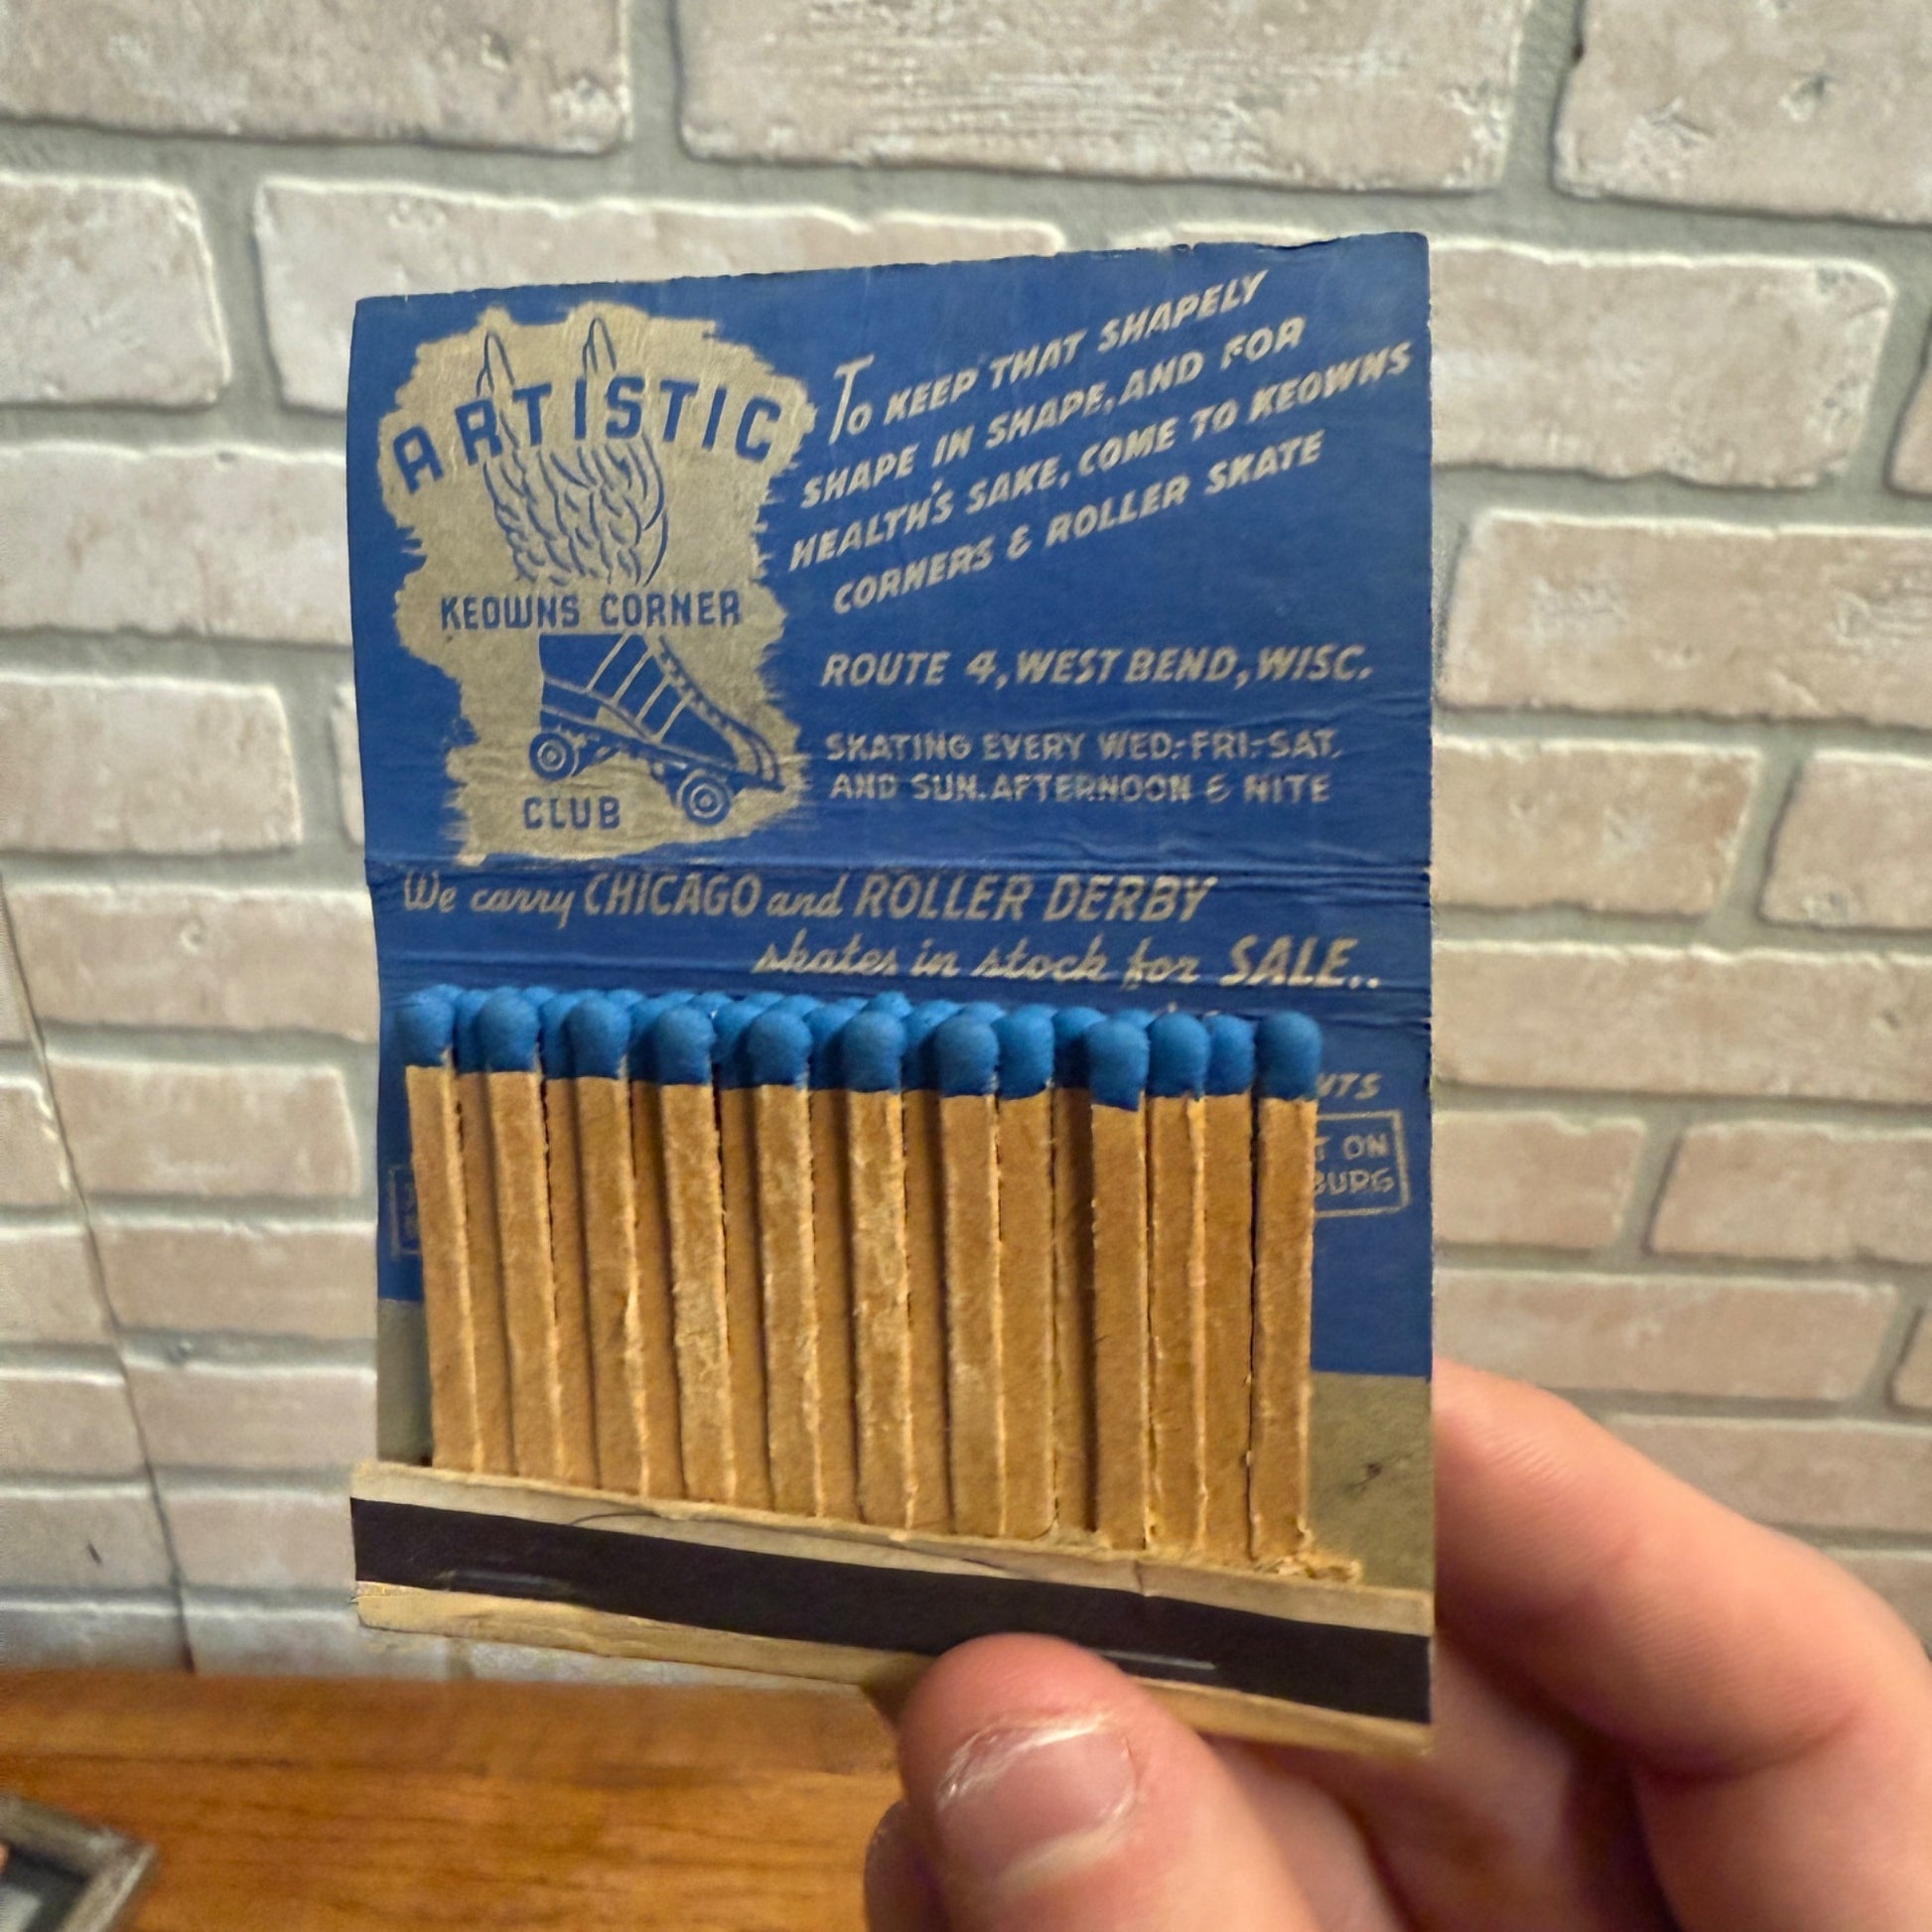 ARTISTIC
KEOWNS CORNER
CLUB
To KEEP THAT SHAPELY
SHAPE IN SHAPE, AND FOR
HEALTH'S SAKE, COME TO KEOWNS
CORNERS & ROLLER SKATE
ROUTE 4, WEST BEND, WISC.
SKATING EVERY WED.-FRI.-SAT.
AND SUN. AFTERNOON & NITE
We carry CHICAGO and ROLLER DERBY
skates in stock for SALE..
ON